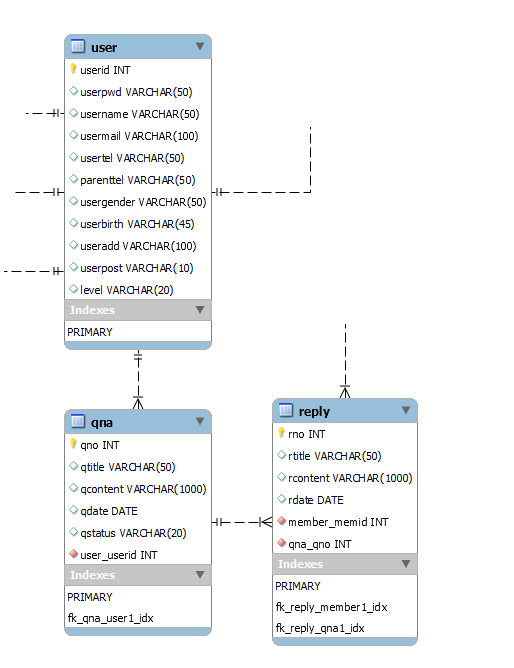 user
userid INT
userpwd VARCHAR(50)
username VARCHAR(50)
usermail VARCHAR(100)
usertel VARCHAR(50)
parenttel VARCHAR(50)
usergender VARCHAR(50)
userbirth VARCHAR(45)
useradd VARCHAR(100)
userpost VARCHAR(10)
level VARCHAR(20)
Indexes
PRIMARY
qna
qno INT
qtitle VARCHAR(50)
qcontent VARCHAR(1000)
qdate DATE
qstatus VARCHAR(20)
user_userid INT
Indexes
PRIMARY
fk_qna_user1_idx
reply
rno INT
rtitle VARCHAR(50)
rcontent VARCHAR(1000)
rdate DATE
member_memid INT
qna_qno INT
Indexes
PRIMARY
fk_reply_member1_idx
fk_reply_qna1_idx